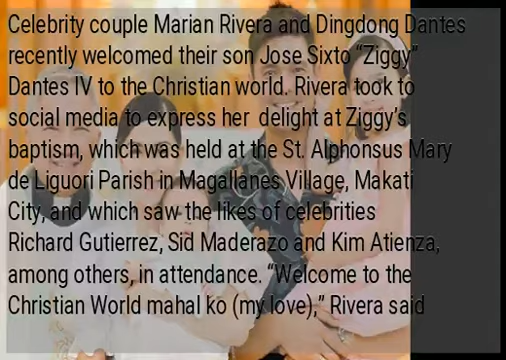 Celebrity couple Marian Rivera and Dingdong Dantes
recently welcomed their son Jose Sixto “Ziggy”
Dantes IV to the Christian world. Rivera took to
social media to express her delight at Ziggy’s
baptism, which was held at the St. Alphonsus Mary
de Liguori Parish in Magallanes Village, Makati
City, and which saw the likes of celebrities
Richard Gutierrez, Sid Maderazo and Kim Atienza,
among others, in attendance. “Welcome to the
Christian World mahal ko (my love),” Rivera said